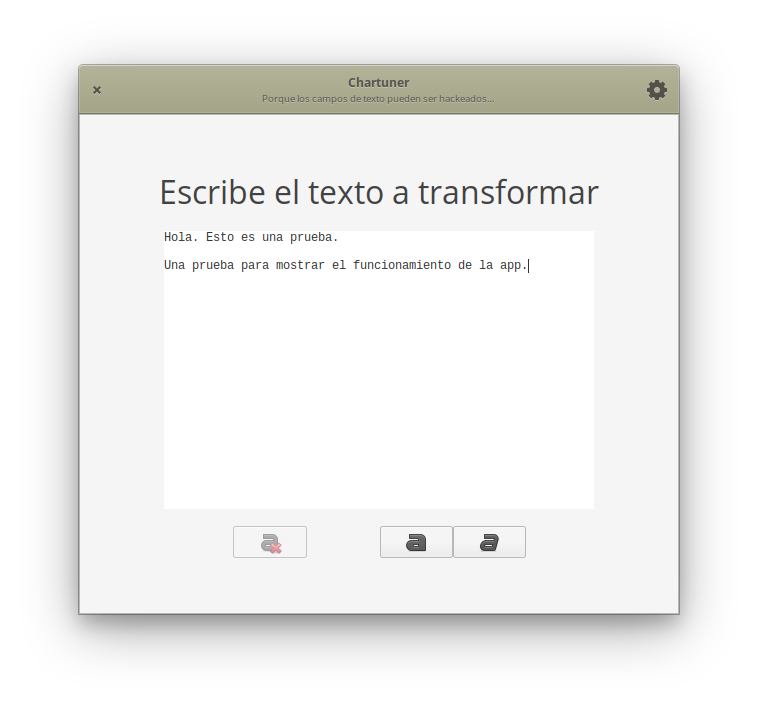 Chartuner
Porque los campos de texto pueden ser hackeados...
Escribe el texto a transformar
Hola. Esto es una prueba.
Una prueba para mostrar el funcionamiento de la app.
a
a
a